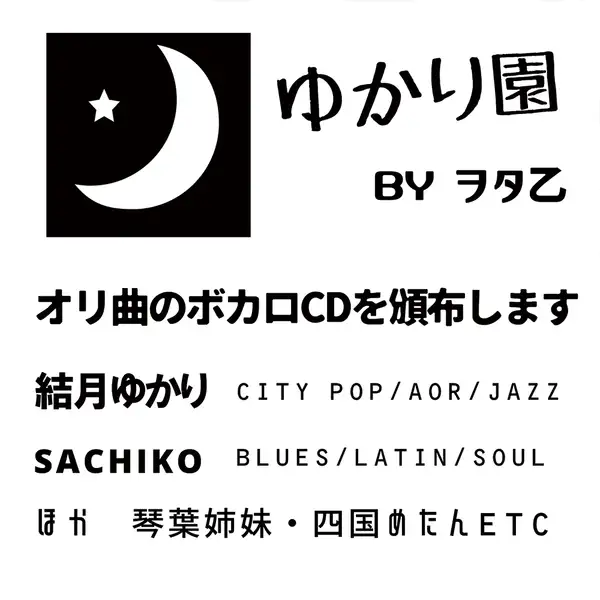 ゆかり園
BY ヲタ乙
オリ曲のボカロCDを頒布します
結月ゆかり CITY POP/AOR/JAZZ
SACHIKO BLUES/LATIN/SOUL
ほか 琴葉姉妹・四国めたんETC